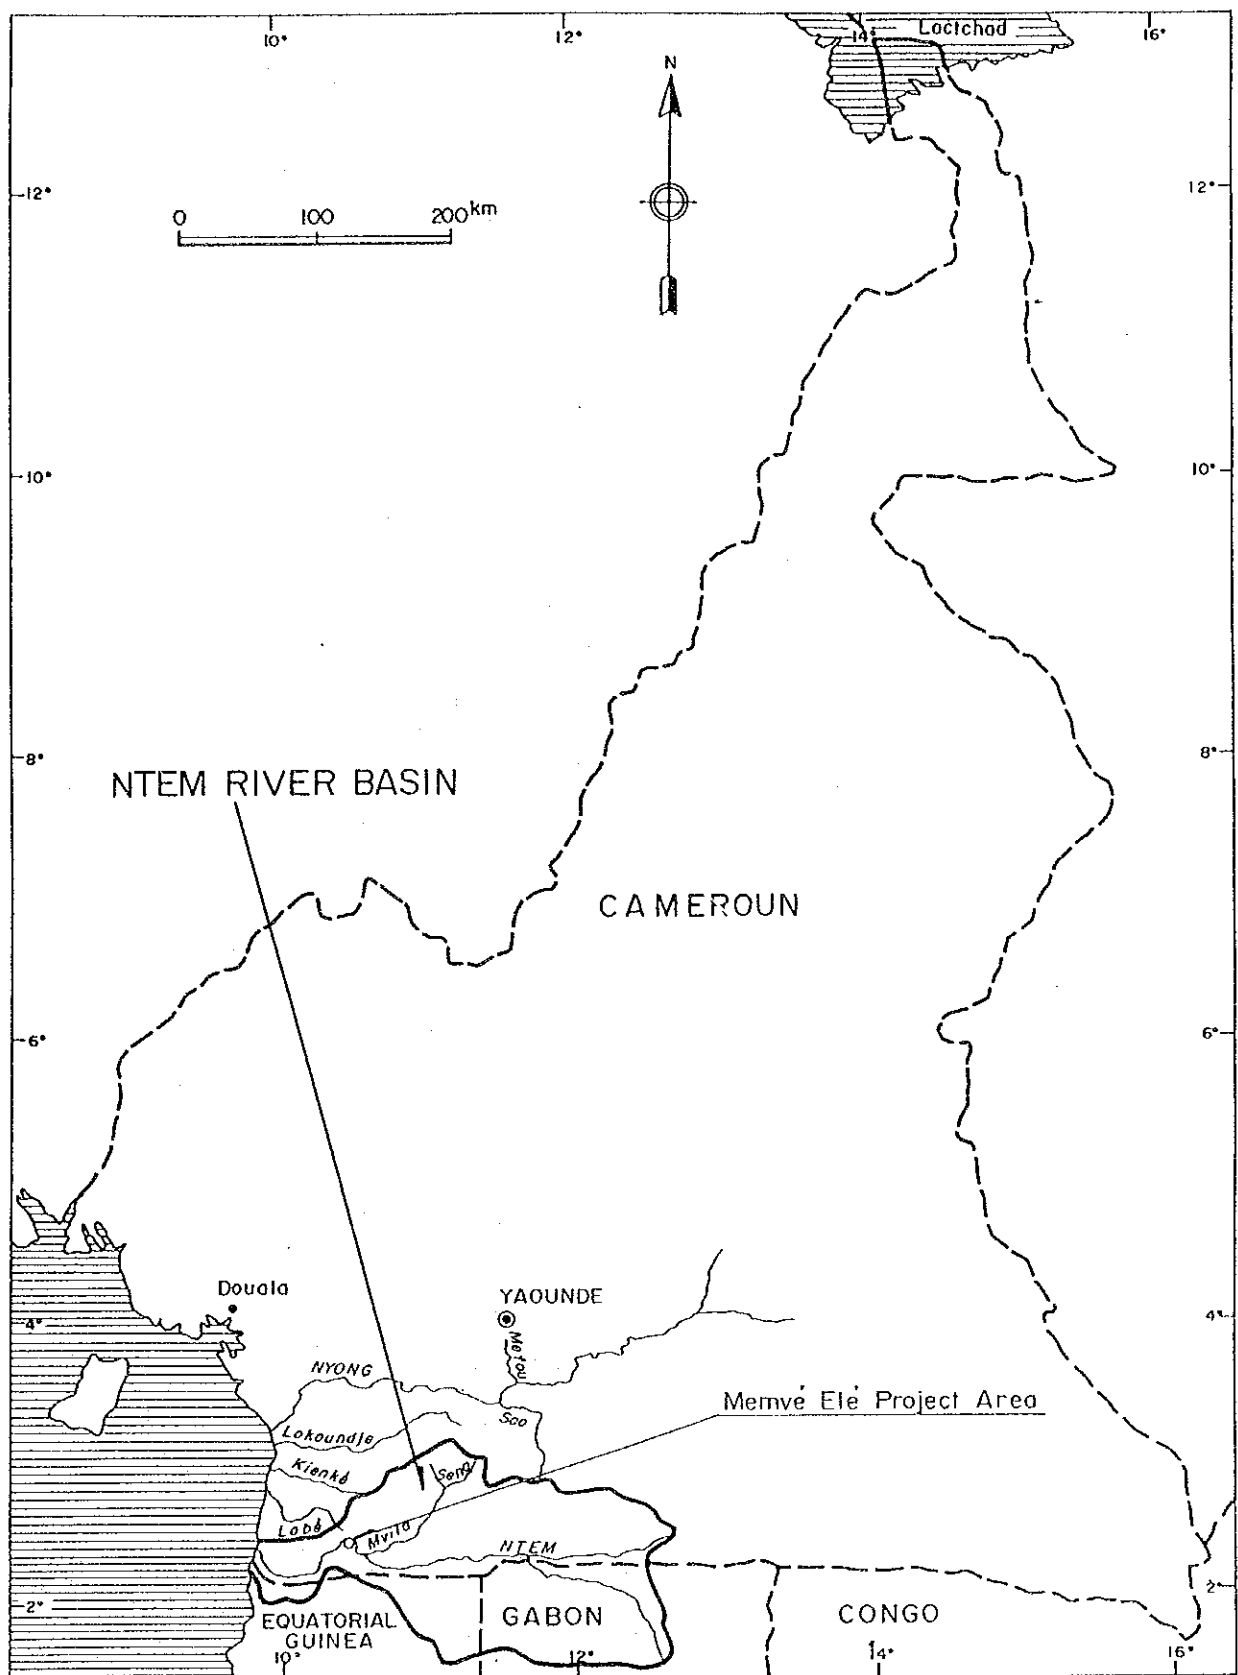 10°
12°
14°
Lactchad
16°
N
12°
12°
0 100 200km
10°
10°
8°
8°
NTEM RIVER BASIN
CAMEROUN
6°
6°
Douala
YAOUNDE
4°
4°
Mefou
NYONG
Memvé Elé Project Area
Soo
Lokoundje
Kienké
Seng
Lobé
Mvila
NTEM
2°
2°
EQUATORIAL
GUINEA
GABON
CONGO
10°
12°
14°
16°